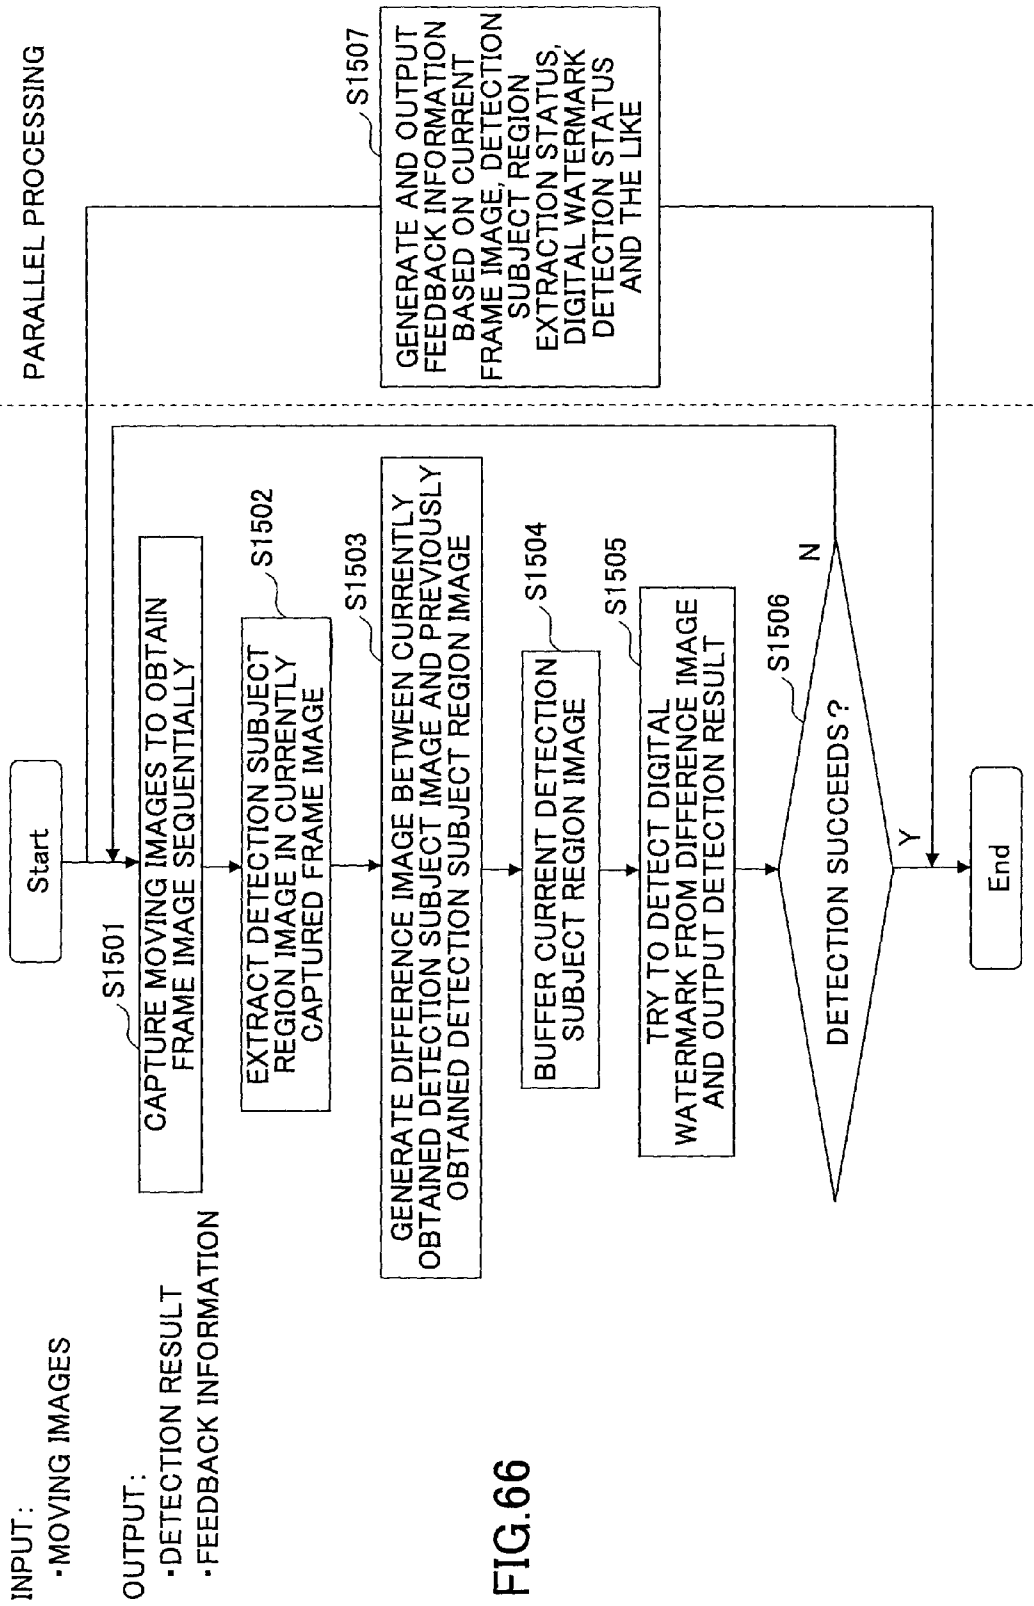 INPUT:
・MOVING IMAGES
OUTPUT:
・DETECTION RESULT
・FEEDBACK INFORMATION
FIG.66
Start
S1501
CAPTURE MOVING IMAGES TO OBTAIN
FRAME IMAGE SEQUENTIALLY
S1502
EXTRACT DETECTION SUBJECT
REGION IMAGE IN CURRENTLY
CAPTURED FRAME IMAGE
S1503
GENERATE DIFFERENCE IMAGE BETWEEN CURRENTLY
OBTAINED DETECTION SUBJECT IMAGE AND PREVIOUSLY
OBTAINED DETECTION SUBJECT REGION IMAGE
S1504
BUFFER CURRENT DETECTION
SUBJECT REGION IMAGE
S1505
TRY TO DETECT DIGITAL
WATERMARK FROM DIFFERENCE IMAGE
AND OUTPUT DETECTION RESULT
S1506
DETECTION SUCCEEDS?
N
Y
End
PARALLEL PROCESSING
S1507
GENERATE AND OUTPUT
FEEDBACK INFORMATION
BASED ON CURRENT
FRAME IMAGE, DETECTION
SUBJECT REGION
EXTRACTION STATUS,
DIGITAL WATERMARK
DETECTION STATUS
AND THE LIKE